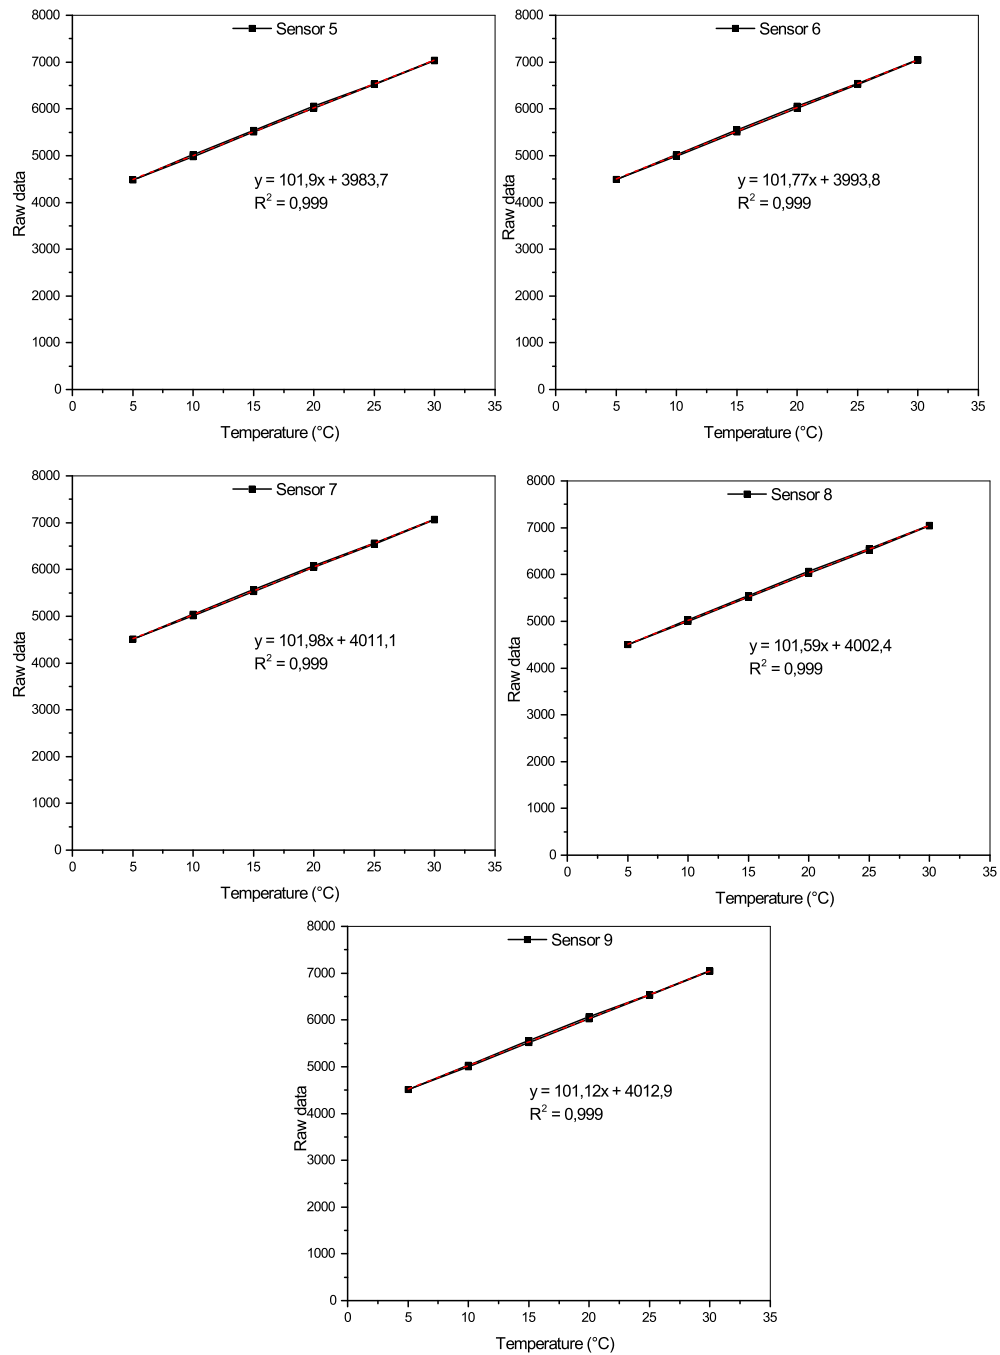 Sensor 5
8000
7000
6000
5000
4000
3000
2000
1000
0
Raw data
y = 101,9x + 3983,7
R² = 0,999
0 5 10 15 20 25 30 35
Temperature (°C)
Sensor 6
8000
7000
6000
5000
4000
3000
2000
1000
0
Raw data
y = 101,77x + 3993,8
R² = 0,999
0 5 10 15 20 25 30 35
Temperature (°C)
Sensor 7
8000
7000
6000
5000
4000
3000
2000
1000
0
Raw data
y = 101,98x + 4011,1
R² = 0,999
0 5 10 15 20 25 30 35
Temperature (°C)
Sensor 8
8000
7000
6000
5000
4000
3000
2000
1000
0
Raw data
y = 101,59x + 4002,4
R² = 0,999
0 5 10 15 20 25 30 35
Temperature (°C)
Sensor 9
8000
7000
6000
5000
4000
3000
2000
1000
0
Raw data
y = 101,12x + 4012,9
R² = 0,999
0 5 10 15 20 25 30 35
Temperature (°C)